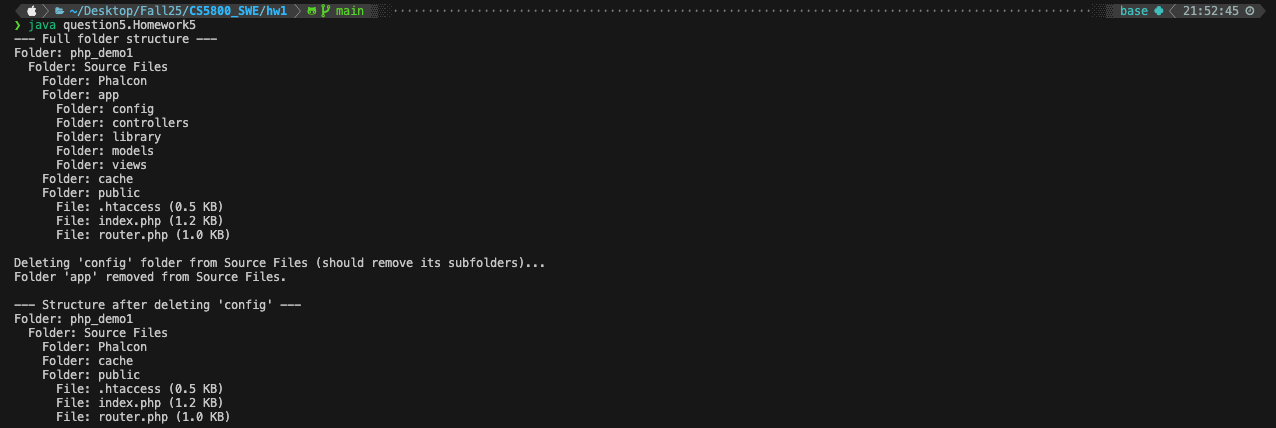 ~/Desktop/Fall25/CS5800_SWE/hw1 main base 21:52:45
❯ java question5.Homework5
--- Full folder structure ---
Folder: php_demo1
  Folder: Source Files
    Folder: Phalcon
    Folder: app
      Folder: config
      Folder: controllers
      Folder: library
      Folder: models
      Folder: views
    Folder: cache
    Folder: public
      File: .htaccess (0.5 KB)
      File: index.php (1.2 KB)
      File: router.php (1.0 KB)

Deleting 'config' folder from Source Files (should remove its subfolders)...
Folder 'app' removed from Source Files.

--- Structure after deleting 'config' ---
Folder: php_demo1
  Folder: Source Files
    Folder: Phalcon
    Folder: cache
    Folder: public
      File: .htaccess (0.5 KB)
      File: index.php (1.2 KB)
      File: router.php (1.0 KB)